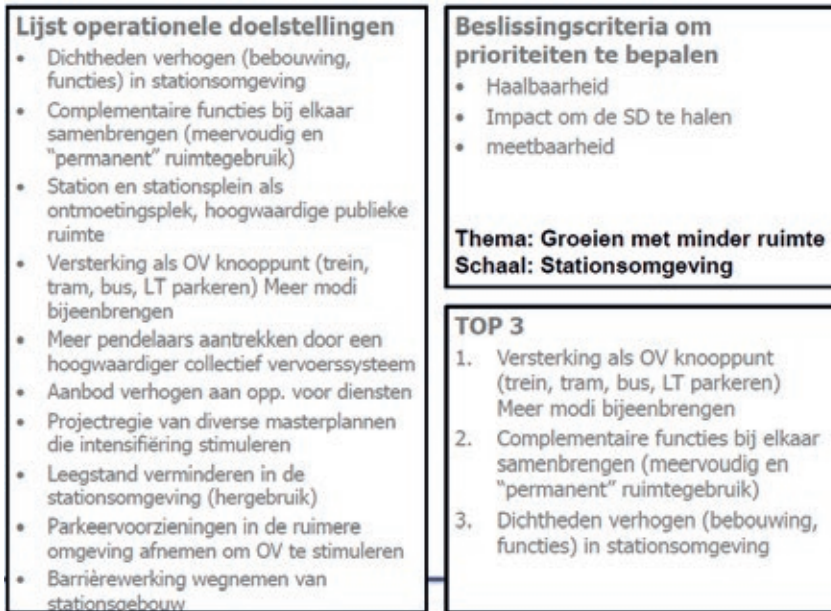 Lijst operationele doelstellingen
• Dichtheden verhogen (bebouwing,
functies) in stationsomgeving
• Complementaire functies bij elkaar
samenbrengen (meervoudig en
"permanent" ruimtegebruik)
• Station en stationsplein als
ontmoetingsplek, hoogwaardige publieke
ruimte
• Versterking als OV knooppunt (trein,
tram, bus, LT parkeren) Meer modi
bijeenbrengen
• Meer pendelaars aantrekken door een
hoogwaardiger collectief vervoerssysteem
• Aanbod verhogen aan opp. voor diensten
• Projectregie van diverse masterplannen
die intensifiëring stimuleren
• Leegstand verminderen in de
stationsomgeving (hergebruik)
• Parkeervoorzieningen in de ruimere
omgeving afnemen om OV te stimuleren
• Barrièrewerking wegnemen van
stationsgebouw
Beslissingscriteria om
prioriteiten te bepalen
• Haalbaarheid
• Impact om de SD te halen
• meetbaarheid
Thema: Groeien met minder ruimte
Schaal: Stationsomgeving
TOP 3
1. Versterking als OV knooppunt
(trein, tram, bus, LT parkeren)
Meer modi bijeenbrengen
2. Complementaire functies bij elkaar
samenbrengen (meervoudig en
"permanent" ruimtegebruik)
3. Dichtheden verhogen (bebouwing,
functies) in stationsomgeving